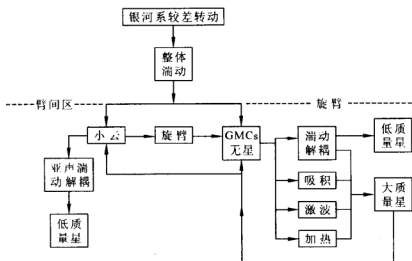 银河系较差转动
整体
湍动
臂间区
旋臂
小云
旋臂
GMCs
无星
湍动
解耦
低质
量星
亚声湍
动解耦
吸积
大质
量星
激波
低质
量星
加热